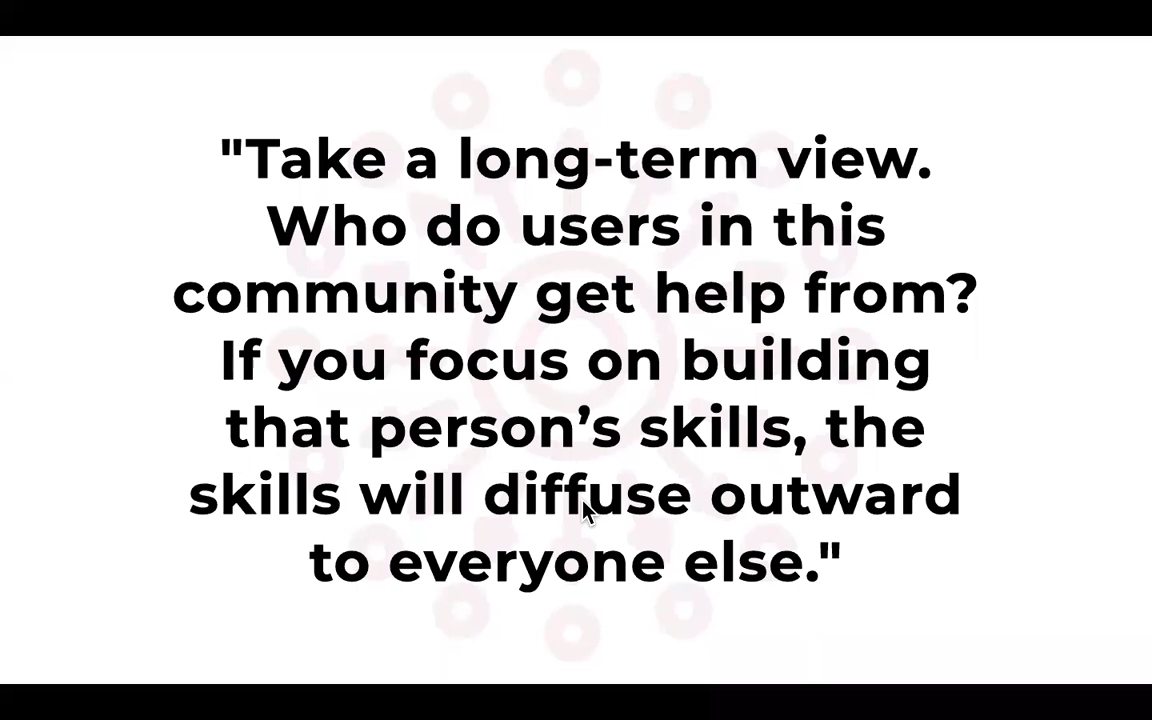 "Take a long-term view.
Who do users in this
community get help from?
If you focus on building
that person’s skills, the
skills will diffuse outward
to everyone else."